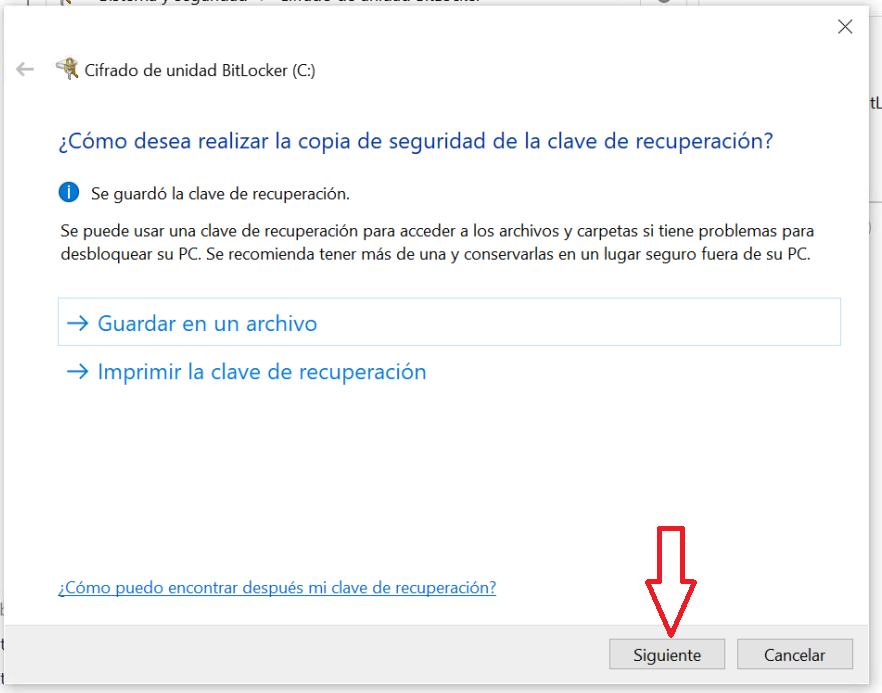 Cifrado de unidad BitLocker (C:)
¿Cómo desea realizar la copia de seguridad de la clave de recuperación?
Se guardó la clave de recuperación.
Se puede usar una clave de recuperación para acceder a los archivos y carpetas si tiene problemas para
desbloquear su PC. Se recomienda tener más de una y conservarlas en un lugar seguro fuera de su PC.
Guardar en un archivo
Imprimir la clave de recuperación
¿Cómo puedo encontrar después mi clave de recuperación?
Siguiente
Cancelar